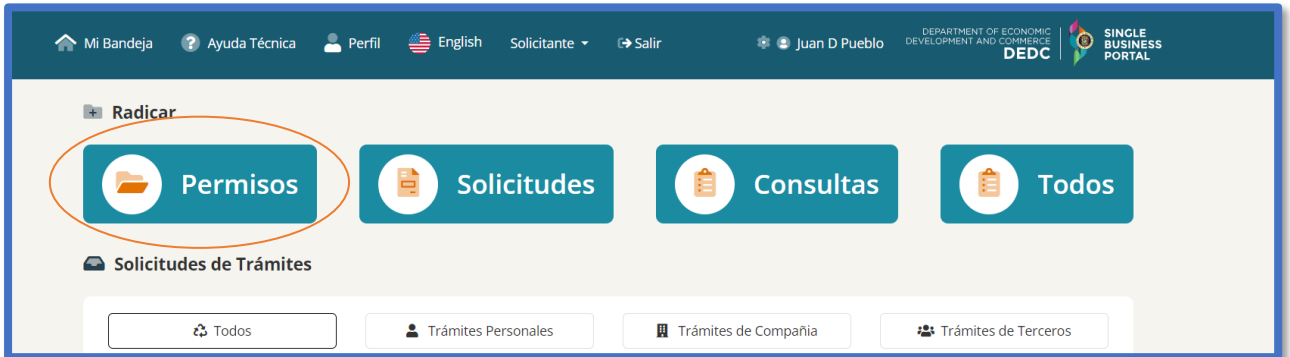 Mi Bandeja ? Ayuda Técnica Perfil English Solicitante Salir Juan D Pueblo
DEPARTMENT OF ECONOMIC
DEVELOPMENT AND COMMERCE
DEDC
SINGLE
BUSINESS
PORTAL
Radicar
Permisos Solicitudes Consultas Todos
Solicitudes de Trámites
Todos Trámites Personales Trámites de Compañia Trámites de Terceros